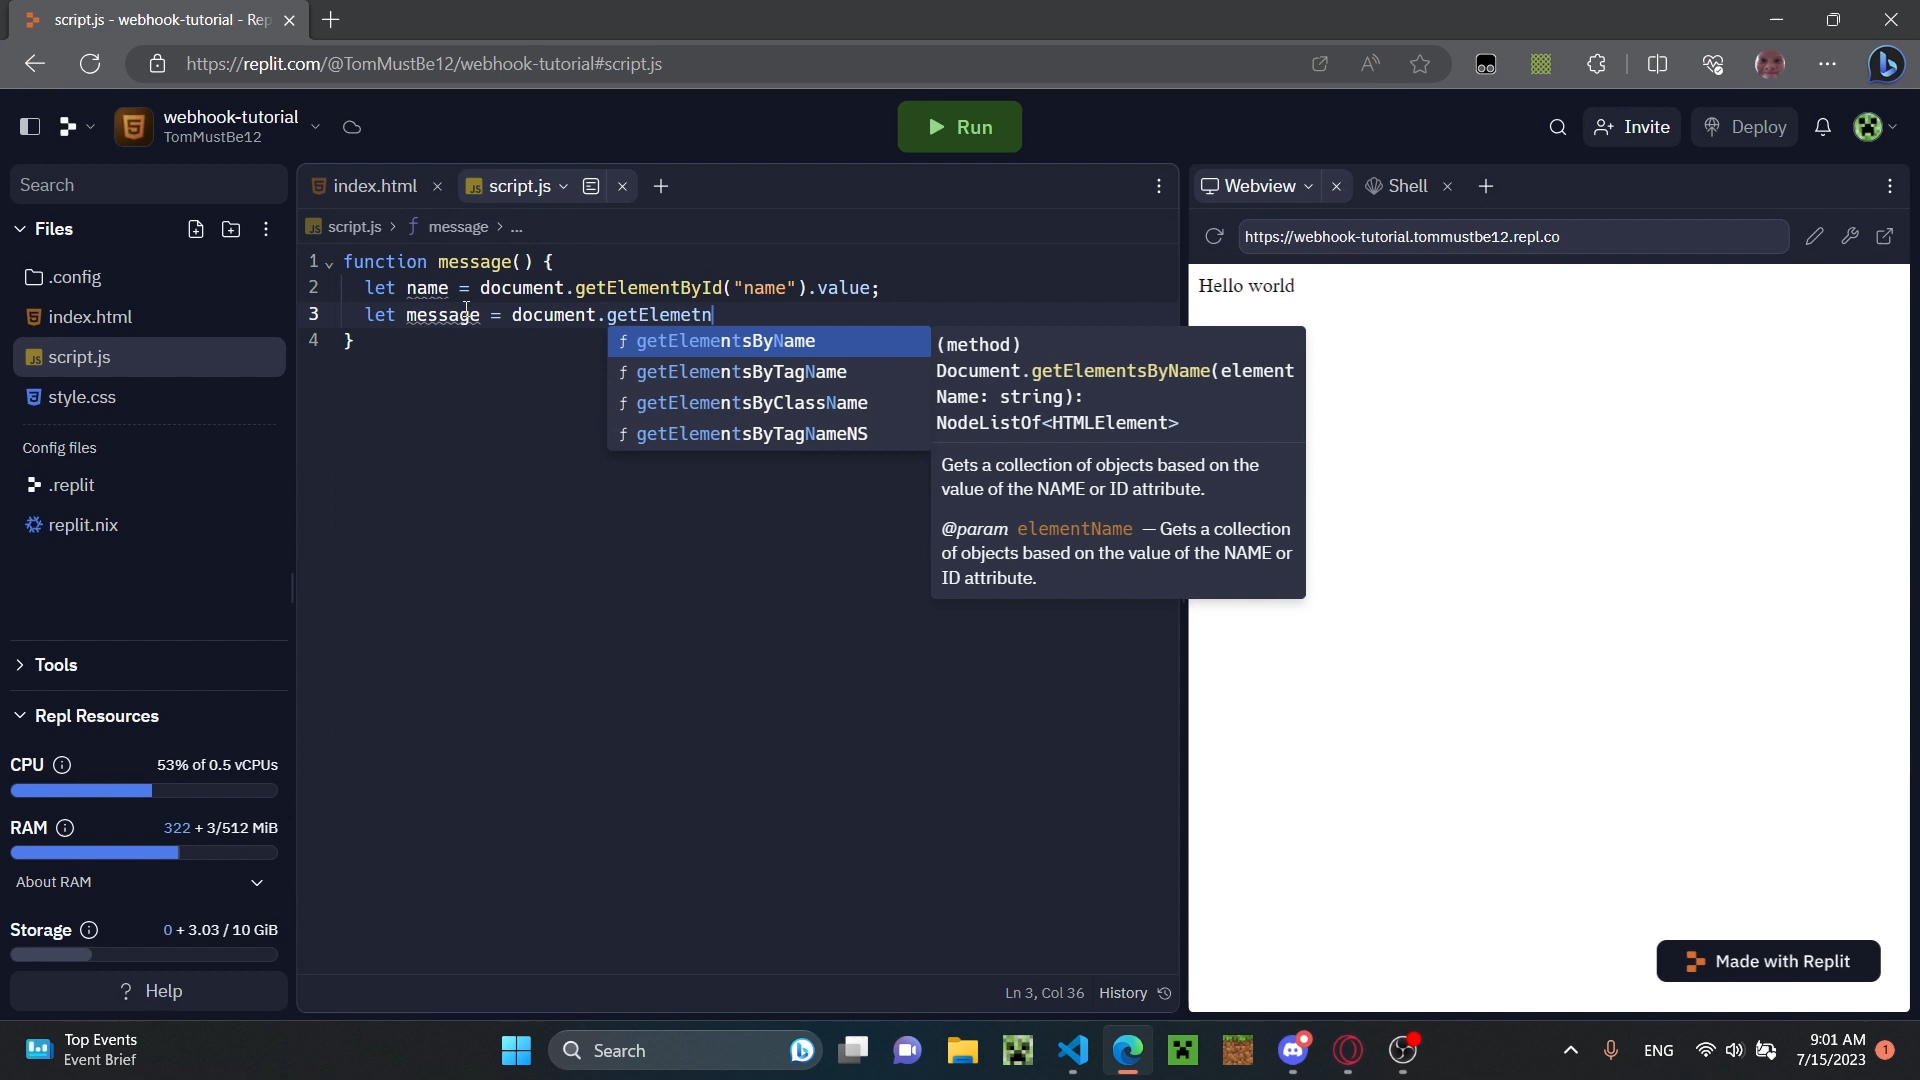 script.js - webhook-tutorial - Rep
https://replit.com/@TomMustBe12/webhook-tutorial#script.js
webhook-tutorial
TomMustBe12
Run
Invite
Deploy
Search
Files
.config
index.html
script.js
style.css
Config files
.replit
replit.nix
Tools
Repl Resources
CPU 53% of 0.5 vCPUs
RAM 322 + 3/512 MiB
About RAM
Storage 0 + 3.03 / 10 GiB
? Help
index.html script.js
script.js > f message > ...
1 function message() {
2 let name = document.getElementById("name").value;
3 let message = document.getElemetn
4 }
f getElementsByName
f getElementsByTagName
f getElementsByClassName
f getElementsByTagNameNS
(method)
Document.getElementsByName(element
Name: string):
NodeListOf<HTMLElement>
Gets a collection of objects based on the
value of the NAME or ID attribute.
@param elementName — Gets a collection
of objects based on the value of the NAME or
ID attribute.
Ln 3, Col 36 History
Webview Shell
https://webhook-tutorial.tommustbe12.repl.co
Hello world
Made with Replit
Top Events
Event Brief
Search
ENG
9:01 AM
7/15/2023
1